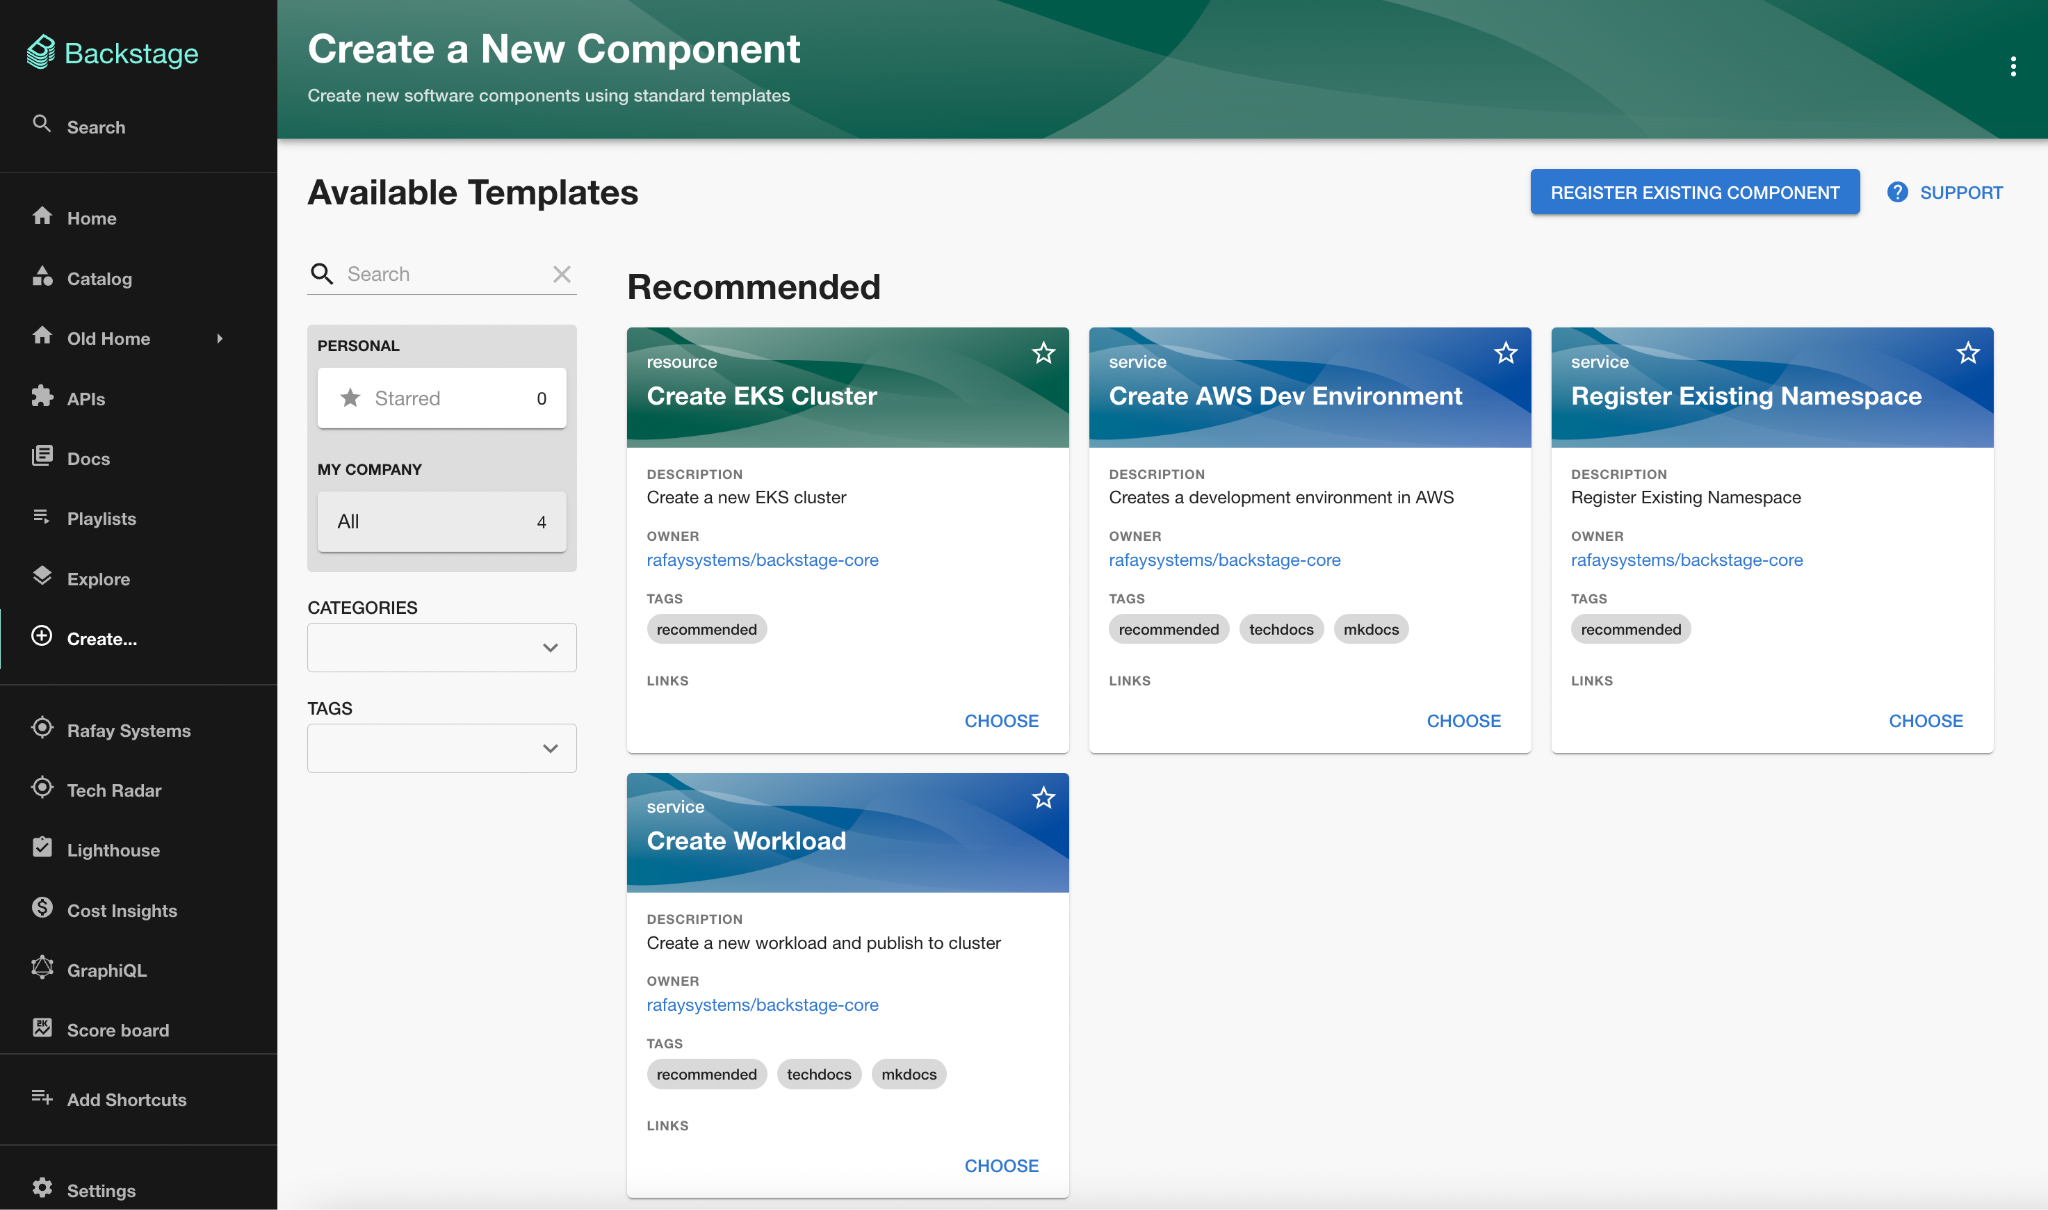 Backstage
Search
Home
Catalog
Old Home
APIs
Docs
Playlists
Explore
Create...
Rafay Systems
Tech Radar
Lighthouse
Cost Insights
GraphiQL
Score board
Add Shortcuts
Settings
Create a New Component
Create new software components using standard templates
Available Templates
REGISTER EXISTING COMPONENT
SUPPORT
Search
PERSONAL
Starred 0
MY COMPANY
All 4
CATEGORIES
TAGS
Recommended
resource
Create EKS Cluster
DESCRIPTION
Create a new EKS cluster
OWNER
rafaysystems/backstage-core
TAGS
recommended
LINKS
CHOOSE
service
Create AWS Dev Environment
DESCRIPTION
Creates a development environment in AWS
OWNER
rafaysystems/backstage-core
TAGS
recommended techdocs mkdocs
LINKS
CHOOSE
service
Register Existing Namespace
DESCRIPTION
Register Existing Namespace
OWNER
rafaysystems/backstage-core
TAGS
recommended
LINKS
CHOOSE
service
Create Workload
DESCRIPTION
Create a new workload and publish to cluster
OWNER
rafaysystems/backstage-core
TAGS
recommended techdocs mkdocs
LINKS
CHOOSE